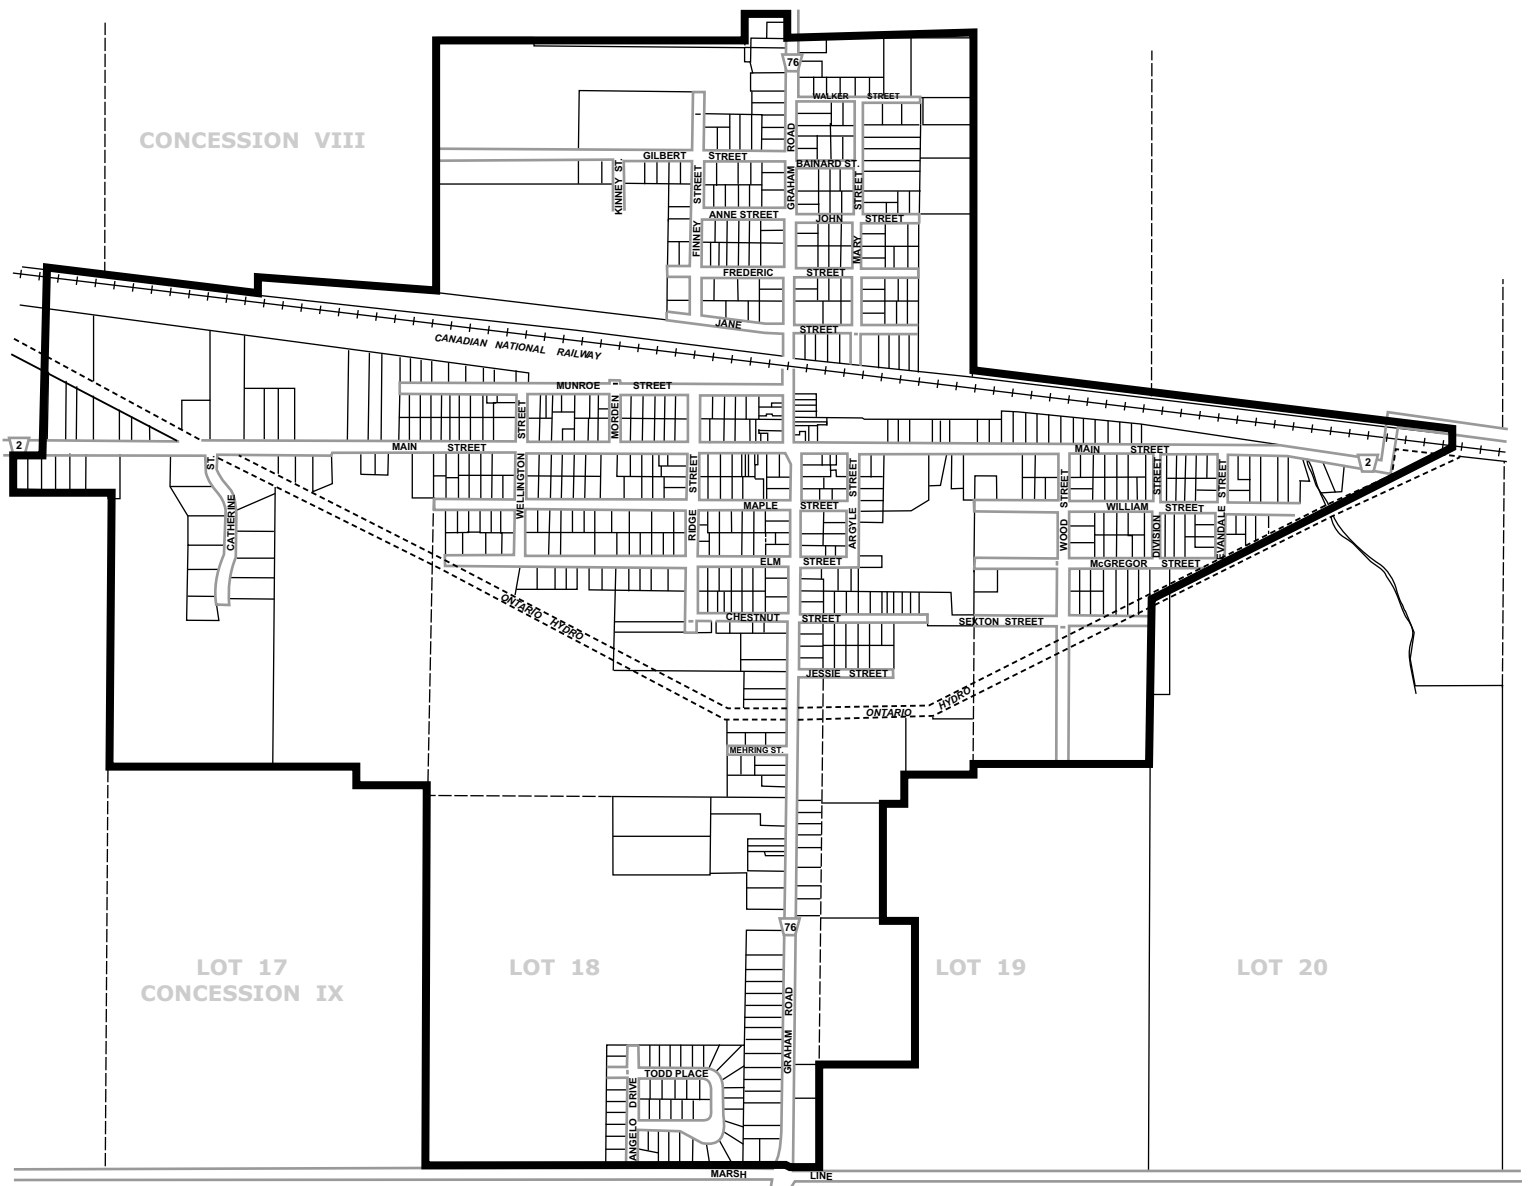 76
WALKER STREET
CONCESSION VIII
ROAD
GILBERT STREET
BAINARD ST.
KINNEY ST.
STREET
GRAHAM
STREET
ANNE STREET
JOHN STREET
FINNEY
MARY
FREDERIC STREET
JANE STREET
CANADIAN NATIONAL RAILWAY
MUNROE STREET
STREET
MORDEN
2
MAIN STREET
MAIN STREET
2
ST.
WELLINGTON
STREET
STREET
STREET
STREET
STREET
CATHERINE
RIDGE
MAPLE STREET
ARGYLE
WOOD
WILLIAM STREET
DIVISION
EVANDALE
ELM STREET
McGREGOR STREET
ONTARIO HYDRO
CHESTNUT STREET
SEXTON STREET
JESSIE STREET
ONTARIO HYDRO
MEHRING ST.
76
LOT 17
CONCESSION IX
LOT 18
LOT 19
LOT 20
GRAHAM ROAD
TODD PLACE
ANGELO DRIVE
MARSH LINE